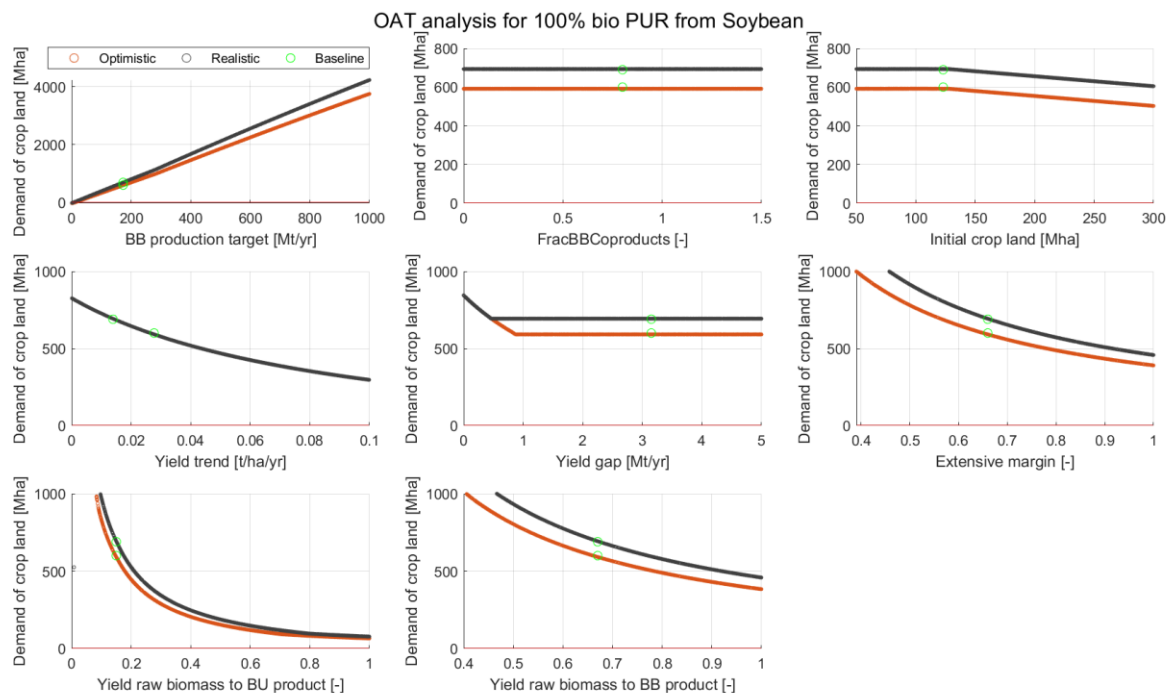 OAT analysis for 100% bio PUR from Soybean
Optimistic Realistic Baseline
Demand of crop land [Mha]
4000
2000
0
0 200 400 600 800 1000
BB production target [Mt/yr]
Demand of crop land [Mha]
800
600
400
200
0
0 0.5 1 1.5
FracBBCoproducts [-]
Demand of crop land [Mha]
800
600
400
200
0
50 100 150 200 250 300
Initial crop land [Mha]
Demand of crop land [Mha]
1000
500
0
0 0.02 0.04 0.06 0.08 0.1
Yield trend [t/ha/yr]
Demand of crop land [Mha]
1000
500
0
0 1 2 3 4 5
Yield gap [Mt/yr]
Demand of crop land [Mha]
1000
500
0
0.4 0.5 0.6 0.7 0.8 0.9 1
Extensive margin [-]
Demand of crop land [Mha]
1000
500
0
0 0.2 0.4 0.6 0.8 1
Yield raw biomass to BU product [-]
Demand of crop land [Mha]
1000
500
0
0.4 0.5 0.6 0.7 0.8 0.9 1
Yield raw biomass to BB product [-]